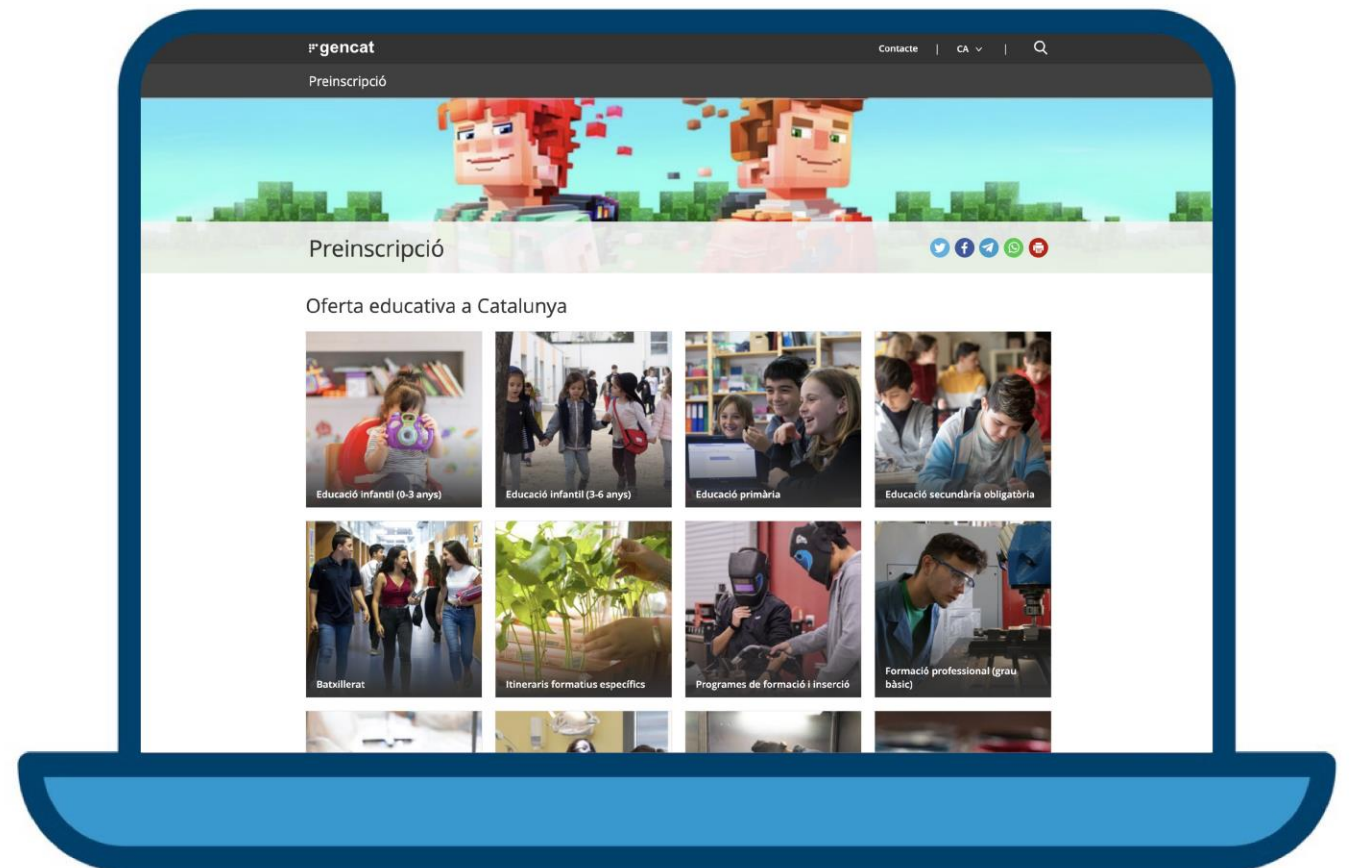 gencat
Contacte | CA |
Preinscripció
Preinscripció
Oferta educativa a Catalunya
Educació infantil (0-3 anys)
Educació infantil (3-6 anys)
Educació primària
Educació secundària obligatòria
Batxillerat
Itineraris formatius específics
Programes de formació i inserció
Formació professional (grau
bàsic)